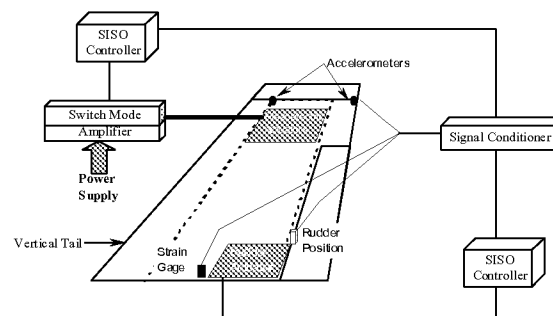 SISO
Controller
Accelerometers
Switch Mode
Amplifier
Signal Conditioner
Power
Supply
Vertical Tail
Strain
Gage
Rudder
Position
SISO
Controller